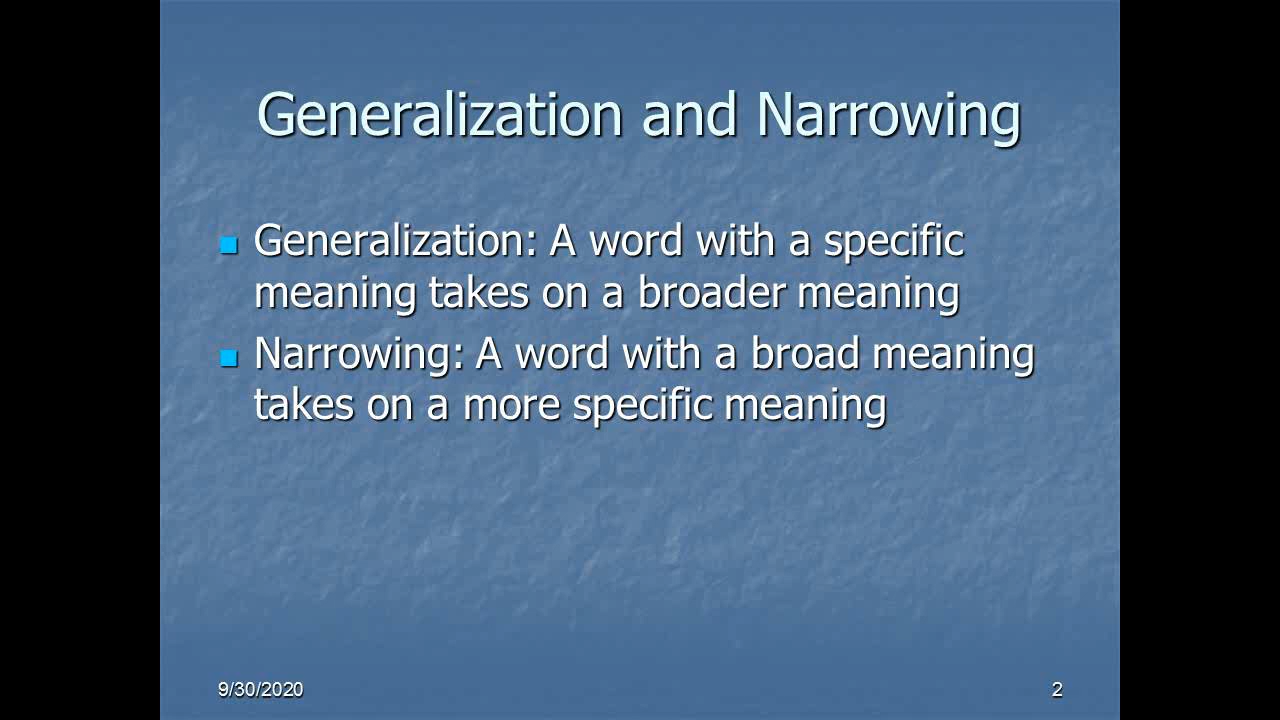 Generalization and Narrowing
Generalization: A word with a specific
meaning takes on a broader meaning
Narrowing: A word with a broad meaning
takes on a more specific meaning
9/30/2020
2